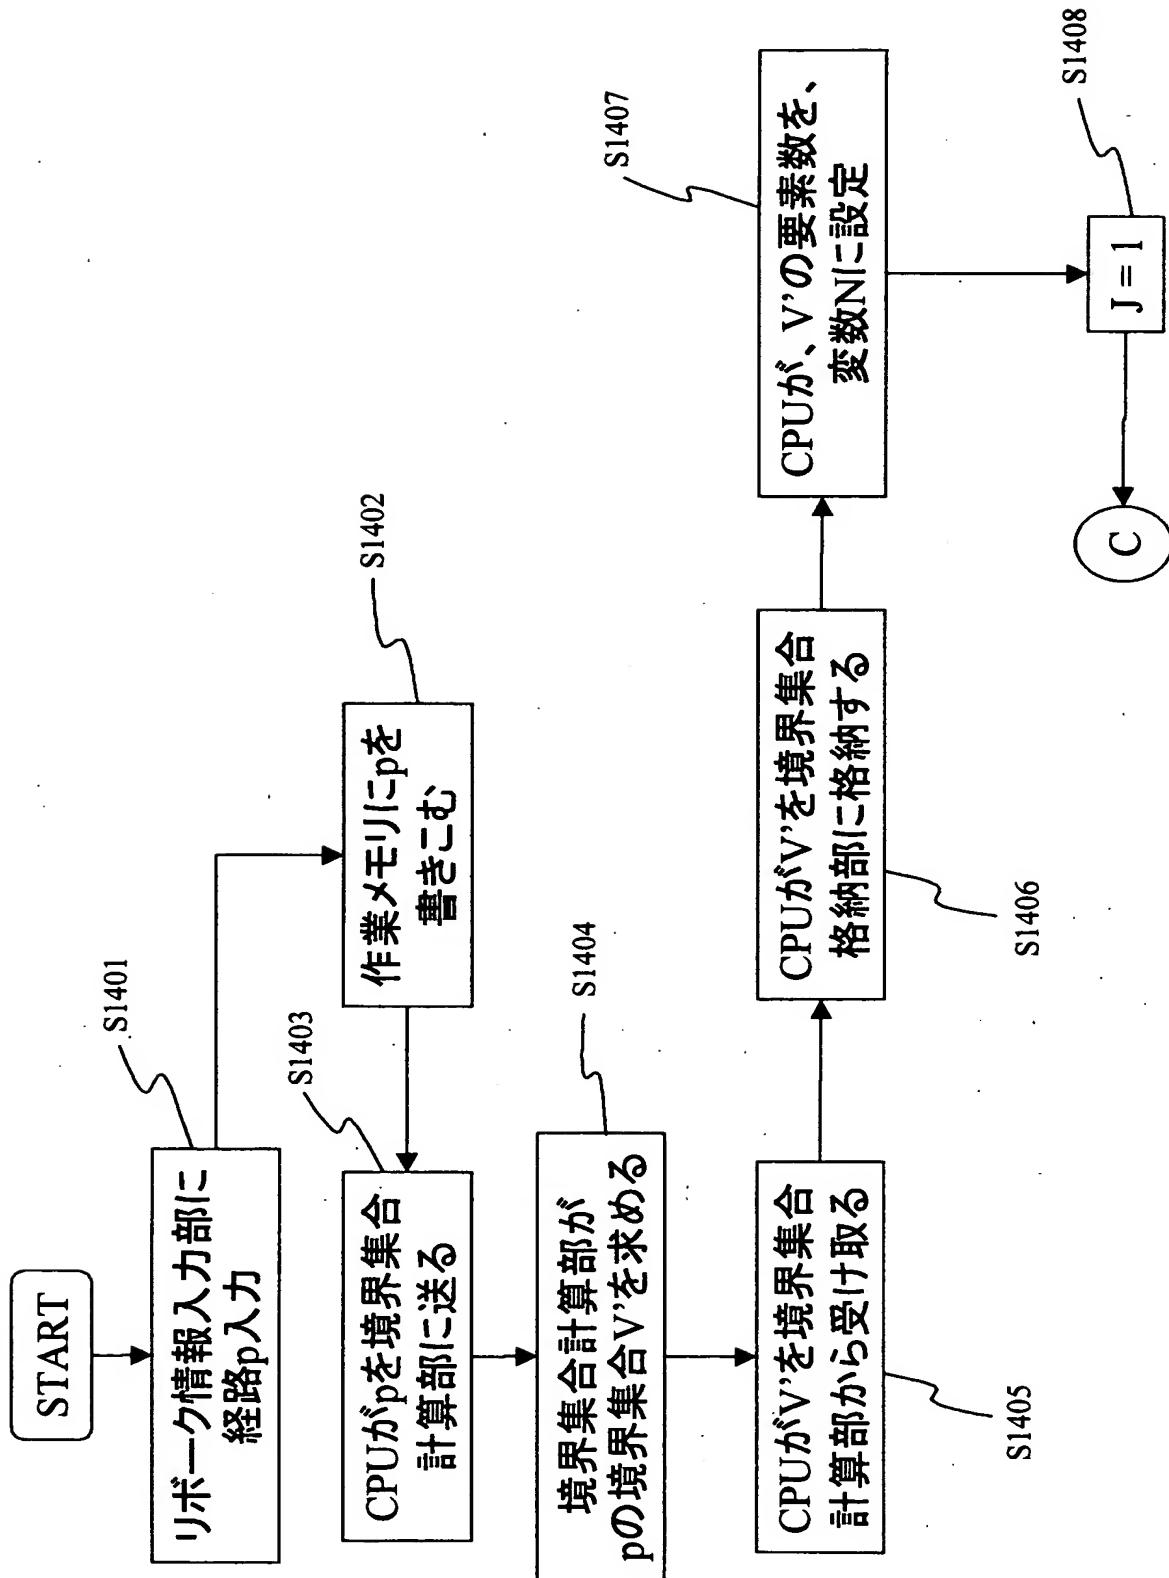 START
リボーク情報入力部に
経路p入力
S1401
作業メモリにpを
書きこむ
S1402
CPUがpを境界集合
計算部に送る
S1403
境界集合計算部が
pの境界集合V’を求める
S1404
CPUがV’を境界集合
計算部から受け取る
S1405
CPUがV’を境界集合
格納部に格納する
S1406
CPUが、V’の要素数を、
変数Nに設定
S1407
J = 1
S1408
C